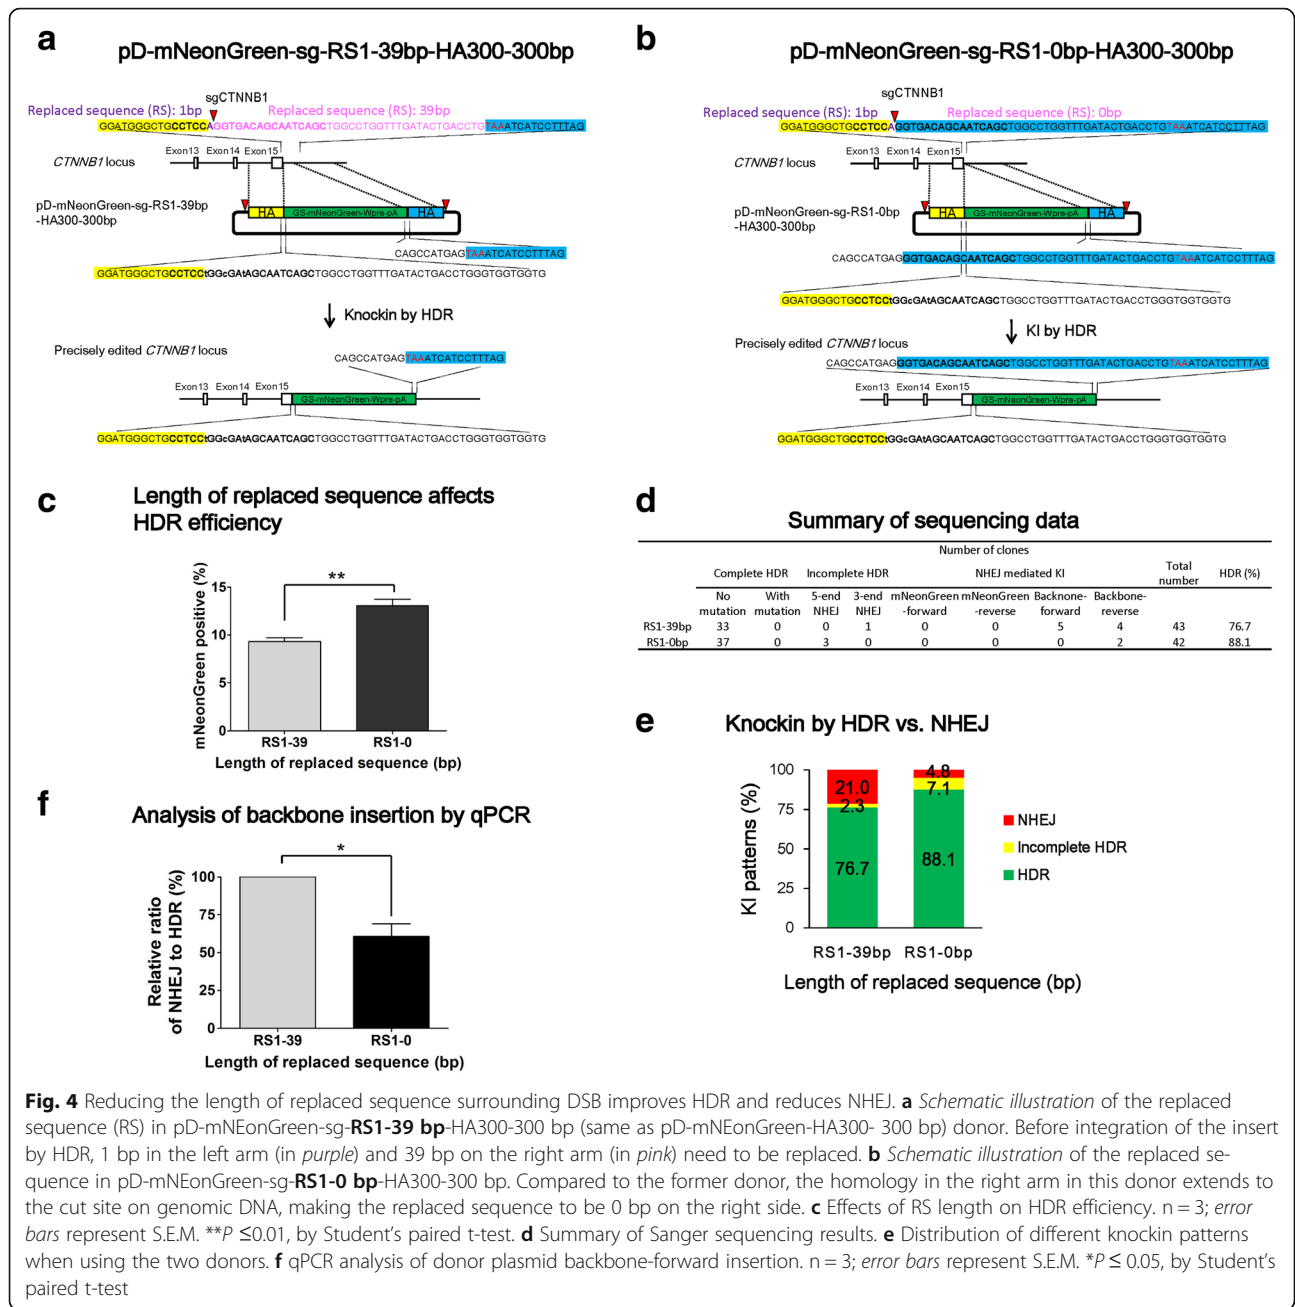 a
pD-mNeonGreen-sg-RS1-39bp-HA300-300bp
sgCTNNB1
Replaced sequence (RS): 1bp
Replaced sequence (RS): 39bp
GGATGGGCTGCCTCCAGGTGACAGCAATCAGCTGGCCTGGTTTGATACTGACCTGTAAATCATCCTTTAG
Exon13 Exon14 Exon15
CTNNB1 locus
pD-mNeonGreen-sg-RS1-39bp
-HA300-300bp
HA GS-mNeonGreen-Wpre-pA HA
CAGCCATGAGTAAATCATCCTTTAG
GGATGGGCTGCCTCCtGGcGAtAGCAATCAGCTGGCCTGGTTTGATACTGACCTGGGTGGTGGTG
Knockin by HDR
Precisely edited CTNNB1 locus
CAGCCATGAGTAAATCATCCTTTAG
Exon13 Exon14 Exon15
GS-mNeonGreen-Wpre-pA
GGATGGGCTGCCTCCtGGcGAtAGCAATCAGCTGGCCTGGTTTGATACTGACCTGGGTGGTGGTG
b
pD-mNeonGreen-sg-RS1-0bp-HA300-300bp
sgCTNNB1
Replaced sequence (RS): 1bp
Replaced sequence (RS): 0bp
GGATGGGCTGCCTCCAGGTGACAGCAATCAGCTGGCCTGGTTTGATACTGACCTGTAAATCATCCTTTAG
Exon13 Exon14 Exon15
CTNNB1 locus
pD-mNeonGreen-sg-RS1-0bp
-HA300-300bp
HA GS-mNeonGreen-Wpre-pA HA
CAGCCATGAGGGTGACAGCAATCAGCTGGCCTGGTTTGATACTGACCTGTAAATCATCCTTTAG
GGATGGGCTGCCTCCtGGcGAtAGCAATCAGCTGGCCTGGTTTGATACTGACCTGGGTGGTGGTG
KI by HDR
Precisely edited CTNNB1 locus
CAGCCATGAGGGTGACAGCAATCAGCTGGCCTGGTTTGATACTGACCTGTAAATCATCCTTTAG
Exon13 Exon14 Exon15
GS-mNeonGreen-Wpre-pA
GGATGGGCTGCCTCCtGGcGAtAGCAATCAGCTGGCCTGGTTTGATACTGACCTGGGTGGTGGTG
c
Length of replaced sequence affects
HDR efficiency
mNeonGreen positive (%)
15
10
5
0
**
RS1-39 RS1-0
Length of replaced sequence (bp)
d
Summary of sequencing data
Number of clones
Complete HDR Incomplete HDR NHEJ mediated KI Total number HDR (%)
No mutation With mutation 5-end NHEJ 3-end NHEJ mNeonGreen -forward mNeonGreen -reverse Backnone- forward Backbone- reverse
RS1-39bp 33 0 0 1 0 0 5 4 43 76.7
RS1-0bp 37 0 3 0 0 0 0 2 42 88.1
e
Knockin by HDR vs. NHEJ
KI patterns (%)
100
75
50
25
0
21.0
2.3
76.7
4.8
7.1
88.1
NHEJ
Incomplete HDR
HDR
RS1-39bp RS1-0bp
Length of replaced sequence (bp)
f
Analysis of backbone insertion by qPCR
Relative ratio
of NHEJ to HDR (%)
100
75
50
25
0
*
RS1-39 RS1-0
Length of replaced sequence (bp)
Fig. 4 Reducing the length of replaced sequence surrounding DSB improves HDR and reduces NHEJ. a Schematic illustration of the replaced
sequence (RS) in pD-mNEonGreen-sg-RS1-39 bp-HA300-300 bp (same as pD-mNEonGreen-HA300- 300 bp) donor. Before integration of the insert
by HDR, 1 bp in the left arm (in purple) and 39 bp on the right arm (in pink) need to be replaced. b Schematic illustration of the replaced se-
quence in pD-mNEonGreen-sg-RS1-0 bp-HA300-300 bp. Compared to the former donor, the homology in the right arm in this donor extends to
the cut site on genomic DNA, making the replaced sequence to be 0 bp on the right side. c Effects of RS length on HDR efficiency. n = 3; error
bars represent S.E.M. **P ≤0.01, by Student's paired t-test. d Summary of Sanger sequencing results. e Distribution of different knockin patterns
when using the two donors. f qPCR analysis of donor plasmid backbone-forward insertion. n = 3; error bars represent S.E.M. *P ≤ 0.05, by Student's
paired t-test